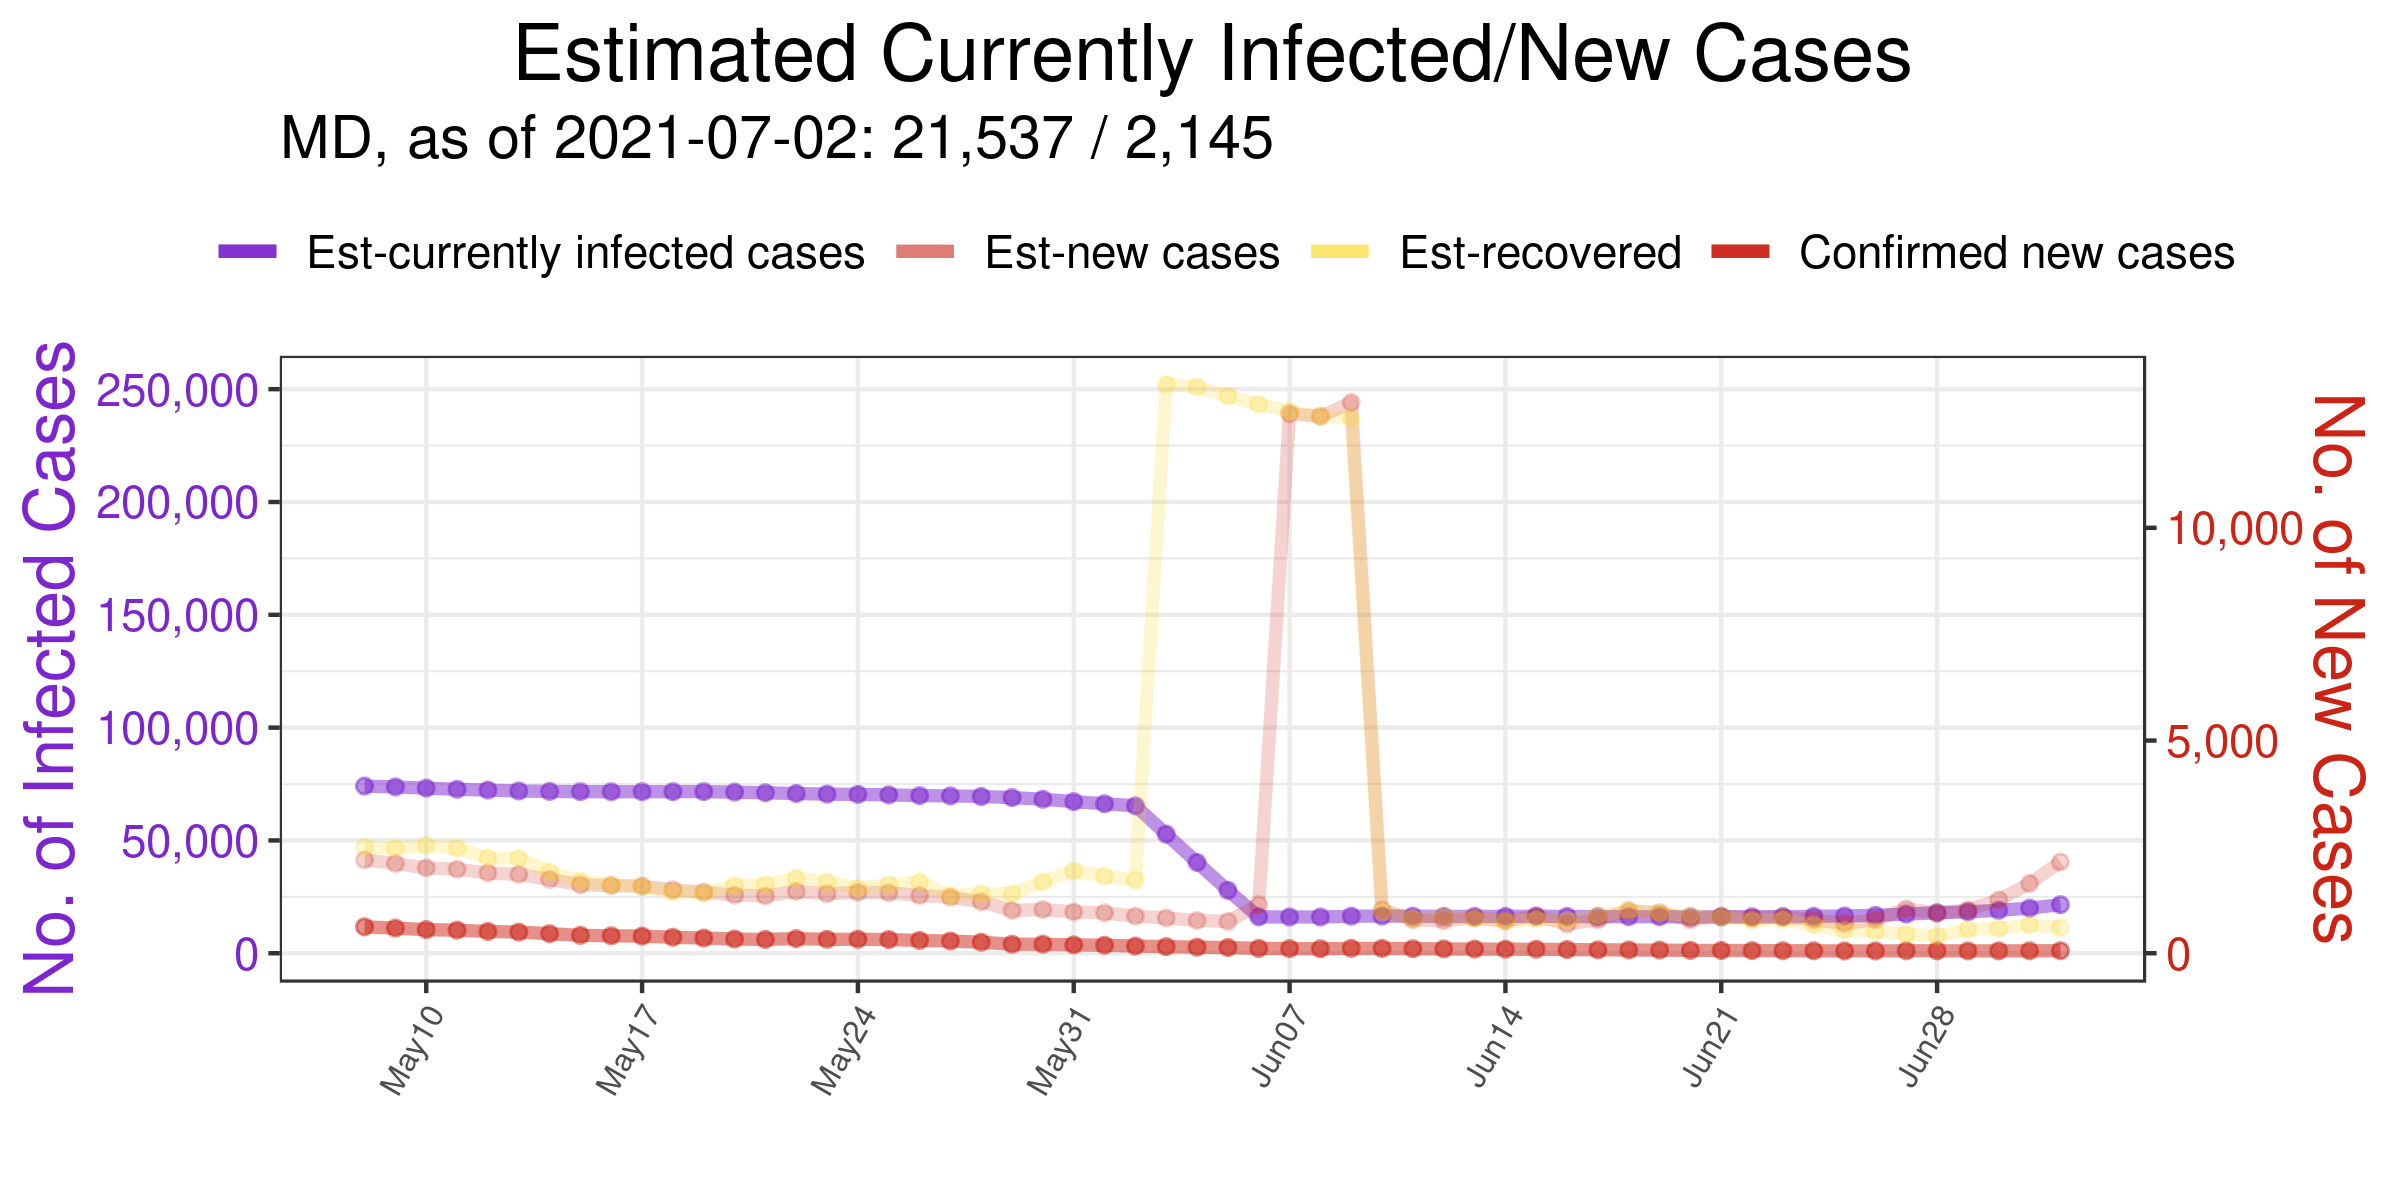 Estimated Currently Infected/New Cases
MD, as of 2021-07-02: 21,537 / 2,145
Est-currently infected cases Est-new cases Est-recovered Confirmed new cases
No. of Infected Cases
250,000
200,000
150,000
100,000
50,000
0
10,000
5,000
0
No. of New Cases
May10 May17 May24 May31 Jun07 Jun14 Jun21 Jun28